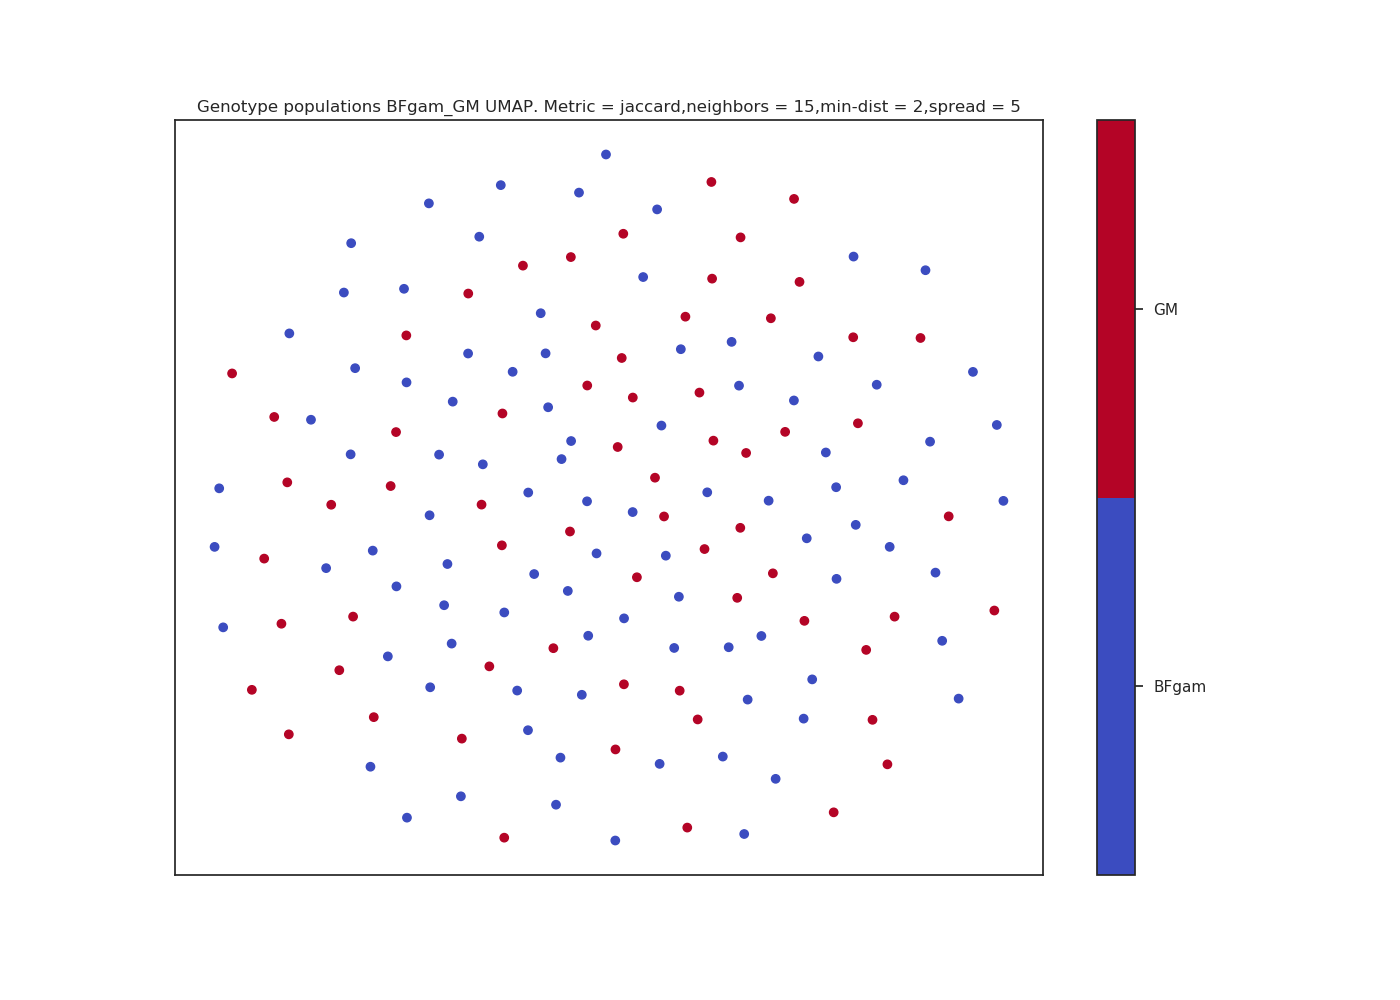 Genotype populations BFgam_GM UMAP. Metric = jaccard,neighbors = 15,min-dist = 2,spread = 5
GM
BFgam